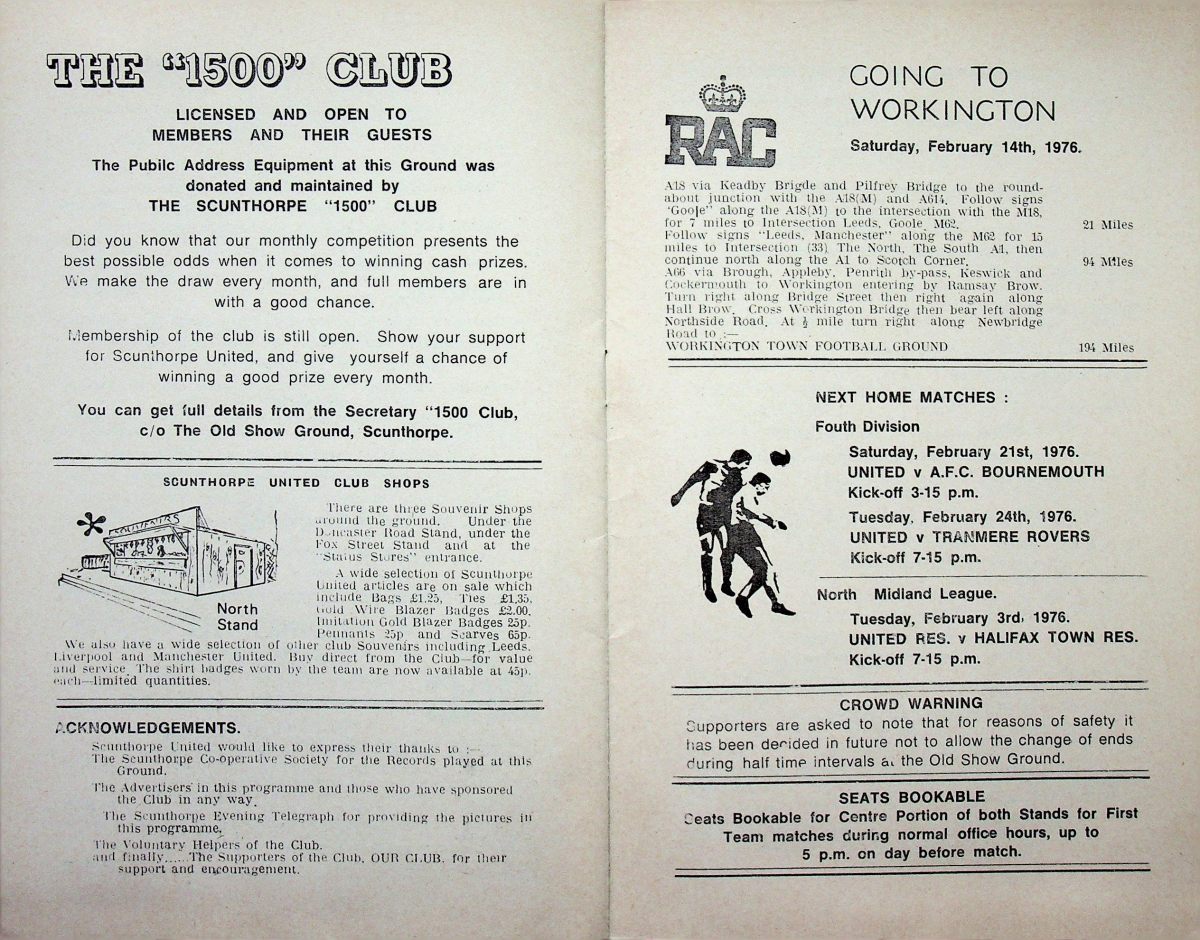 THE "1500" CLUB
LICENSED AND OPEN TO
MEMBERS AND THEIR GUESTS
The Pubilc Address Equipment at this Ground was
donated and maintained by
THE SCUNTHORPE "1500" CLUB
Did you know that our monthly competition presents the
best possible odds when it comes to winning cash prizes.
We make the draw every month, and full members are in
with a good chance.
Membership of the club is still open. Show your support
for Scunthorpe United, and give yourself a chance of
winning a good prize every month.
You can get full details from the Secretary "1500 Club,
c/o The Old Show Ground, Scunthorpe.
SCUNTHORPE UNITED CLUB SHOPS
SOUVENIRS
North
Stand
There are three Souvenir Shops
around the ground. Under the
Doncaster Road Stand, under the
Fox Street Stand and at the
"Status Stores" entrance.
A wide selection of Scunthorpe
United articles are on sale which
include Bags £1.25, Ties £1.35,
Gold Wire Blazer Badges £2.00,
Imitation Gold Blazer Badges 25p.
Pennants 25p and Scarves 65p.
We also have a wide selection of other club Souvenirs including Leeds,
Liverpool and Manchester United. Buy direct from the Club—for value
and service. The shirt badges worn by the team are now available at 45p.
each—limited quantities.
ACKNOWLEDGEMENTS.
Scunthorpe United would like to express their thanks to :—
The Scunthorpe Co-operative Society for the Records played at this
Ground.
The Advertisers in this programme and those who have sponsored
the Club in any way.
The Scunthorpe Evening Telegraph for providing the pictures in
this programme.
The Voluntary Helpers of the Club.
and finally......The Supporters of the Club, OUR CLUB, for their
support and encouragement.
RAC
GOING TO
WORKINGTON
Saturday, February 14th, 1976.
A18 via Keadby Brigde and Pilfrey Bridge to the round-
about junction with the A18(M) and A614. Follow signs
'Goole" along the A18(M) to the intersection with the M18,
for 7 miles to Intersection Leeds, Goole, M62. 21 Miles
Follow signs "Leeds, Manchester" along the M62 for 15
miles to Intersection (33) The North, The South A1, then
continue north along the A1 to Scotch Corner. 94 Miles
A66 via Brough, Appleby, Penrith by-pass, Keswick and
Cockermouth to Workington entering by Ramsay Brow.
Turn right along Bridge Street then right again along
Hall Brow. Cross Workington Bridge then bear left along
Northside Road. At ½ mile turn right along Newbridge
Road to :—
WORKINGTON TOWN FOOTBALL GROUND 194 Miles
NEXT HOME MATCHES :
Fouth Division
Saturday, February 21st, 1976.
UNITED v A.F.C. BOURNEMOUTH
Kick-off 3-15 p.m.
Tuesday, February 24th, 1976.
UNITED v TRANMERE ROVERS
Kick-off 7-15 p.m.
North Midland League.
Tuesday, February 3rd, 1976.
UNITED RES. v HALIFAX TOWN RES.
Kick-off 7-15 p.m.
CROWD WARNING
Supporters are asked to note that for reasons of safety it
has been decided in future not to allow the change of ends
during half time intervals at the Old Show Ground.
SEATS BOOKABLE
Seats Bookable for Centre Portion of both Stands for First
Team matches during normal office hours, up to
5 p.m. on day before match.